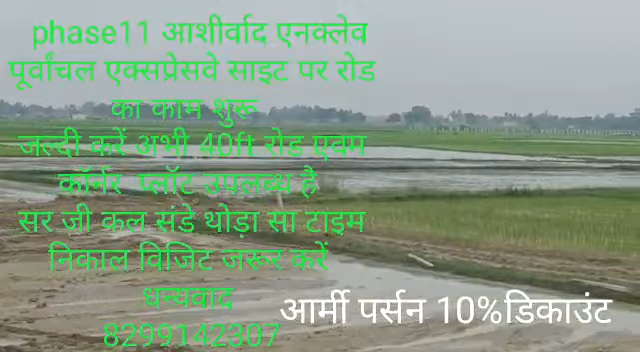 phase11 आशीर्वाद एनक्लेव
पूर्वांचल एक्सप्रेसवे साइट पर रोड
का काम शुरू
जल्दी करें अभी 40ft रोड एवम
कॉर्नर प्लॉट उपलब्ध है
सर जी कल संडे थोड़ा सा टाइम
निकाल विजिट जरूर करें
धन्यवाद
8299142307
आर्मी पर्सन 10%डिकाउंट